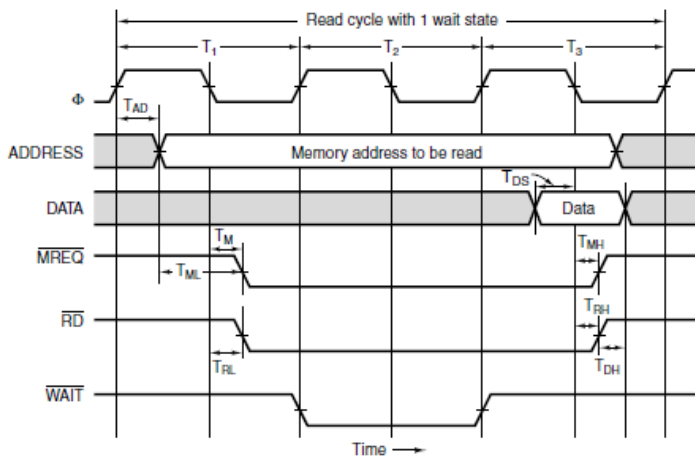 Read cycle with 1 wait state
T1 T2 T3
Φ
TAD
ADDRESS Memory address to be read
TDS
DATA Data
TM TMH
MREQ
TML
TRH
RD
TRL TDH
WAIT
Time